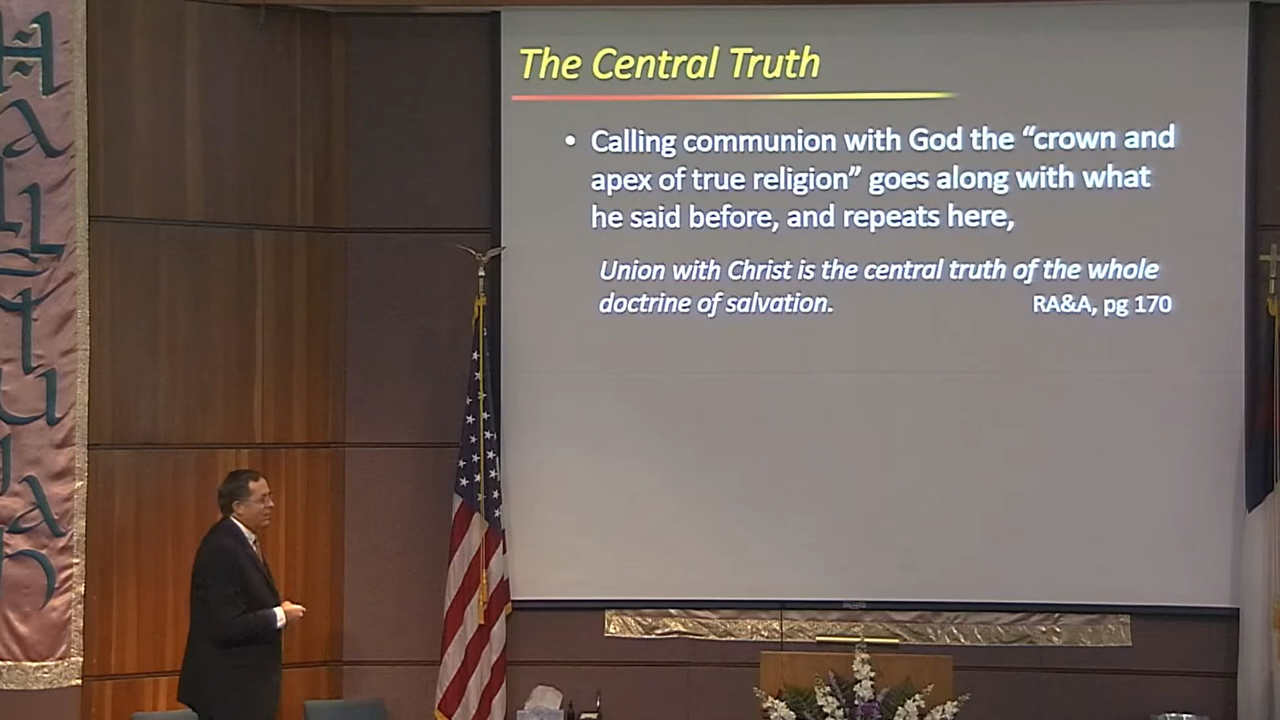 Halleluiah
The Central Truth
• Calling communion with God the “crown and
apex of true religion” goes along with what
he said before, and repeats here,
Union with Christ is the central truth of the whole
doctrine of salvation. RA&A, pg 170